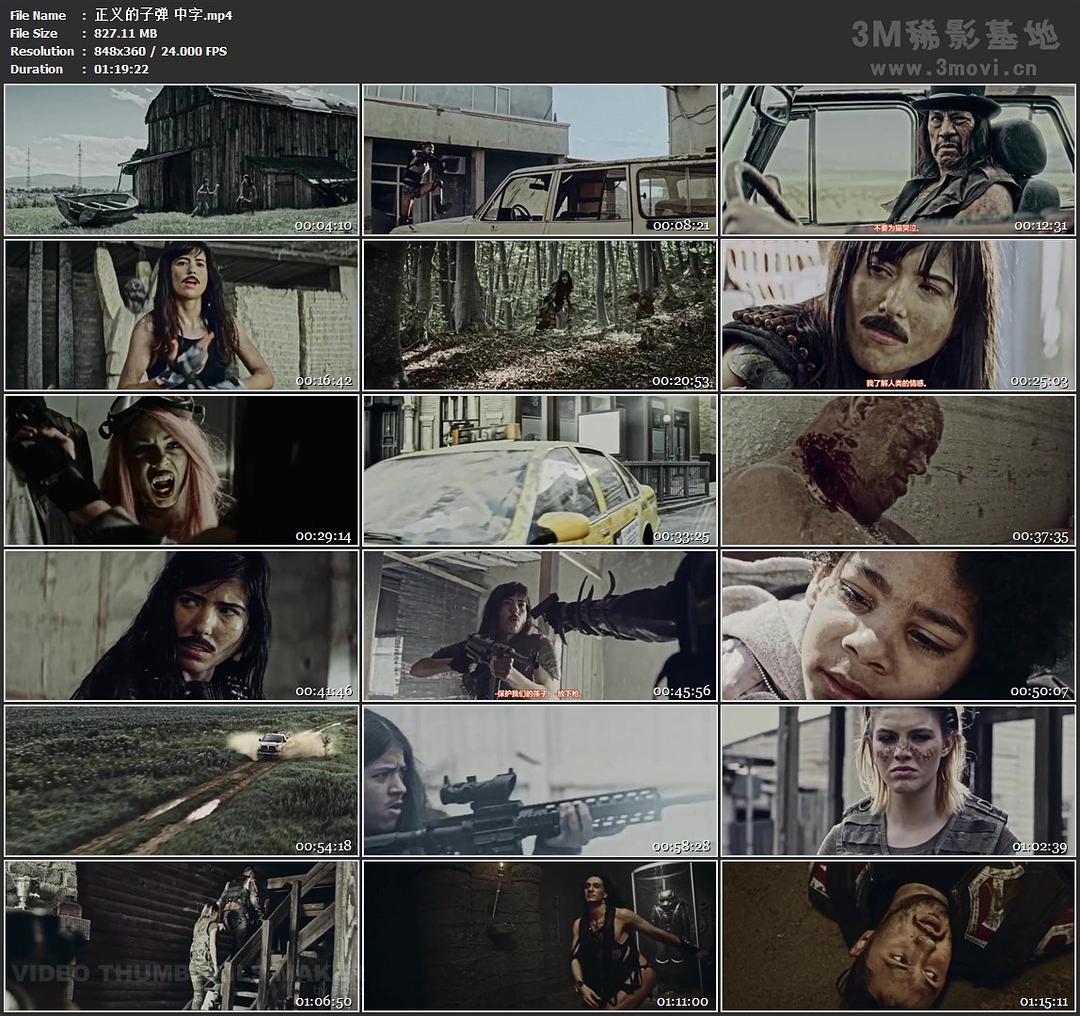 File Name : 正义的子弹 中字.mp4
3M稀影基地
File Size : 827.11 MB
Resolution : 848x360 / 24.000 FPS
www.3movi.cn
Duration : 01:19:22
00:04:10
00:08:21
不要为猫哭泣。
00:12:31
00:16:42
00:20:53
我了解人类的情感。
00:25:03
00:29:14
00:33:25
00:37:35
00:41:46
-保护我们的孩子! -放下枪。
00:45:56
00:50:07
00:54:18
00:58:28
01:02:39
VIDEO THUMBNAILS MAKER
01:06:50
01:11:00
01:15:11